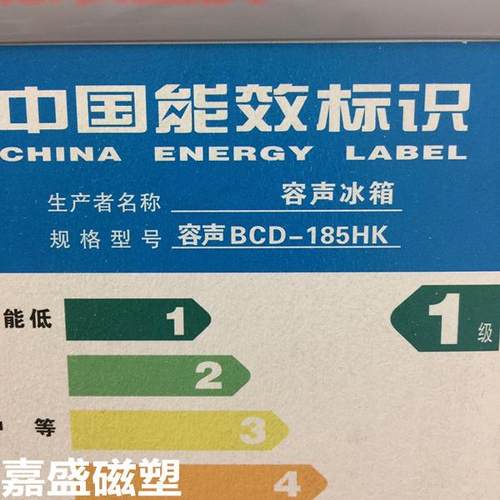 中国能效标识
CHINA ENERGY LABEL
生产者名称 容声冰箱
规格型号 容声BCD-185HK
能低 1 1级
2
等 3
4
嘉盛磁塑